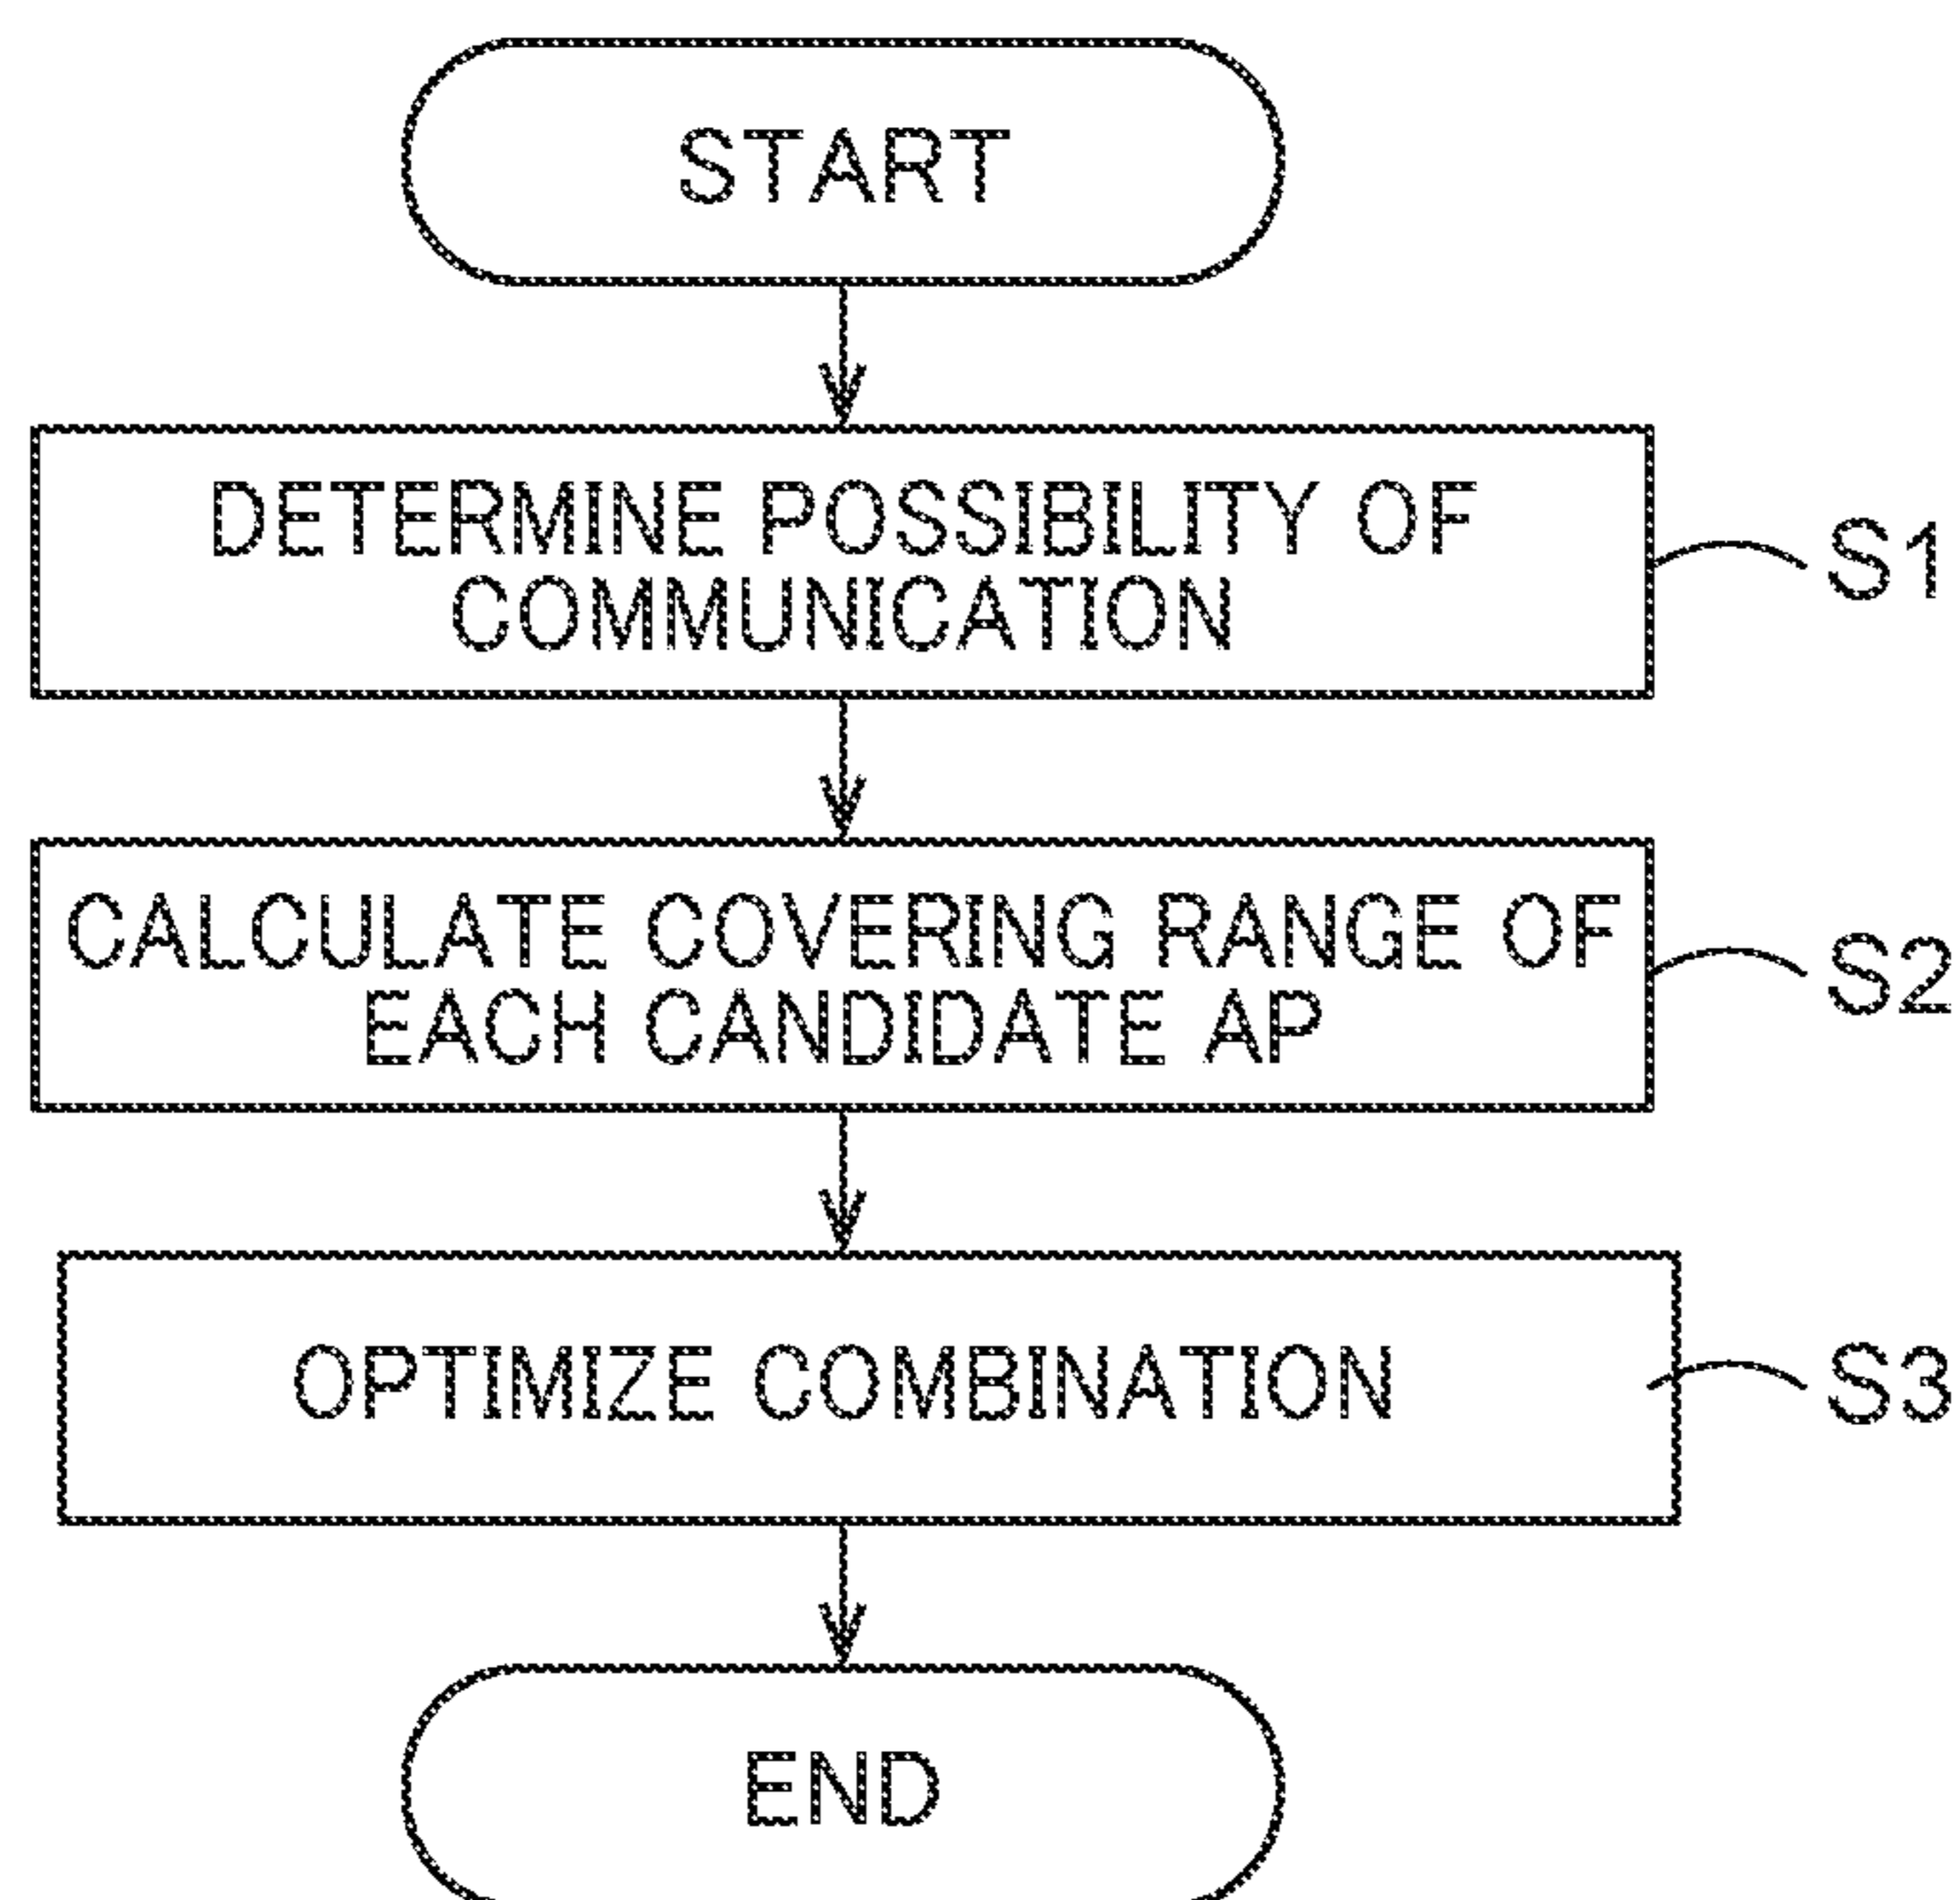 START
DETERMINE POSSIBILITY OF
COMMUNICATION
S1
CALCULATE COVERING RANGE OF
EACH CANDIDATE AP
S2
OPTIMIZE COMBINATION
S3
END